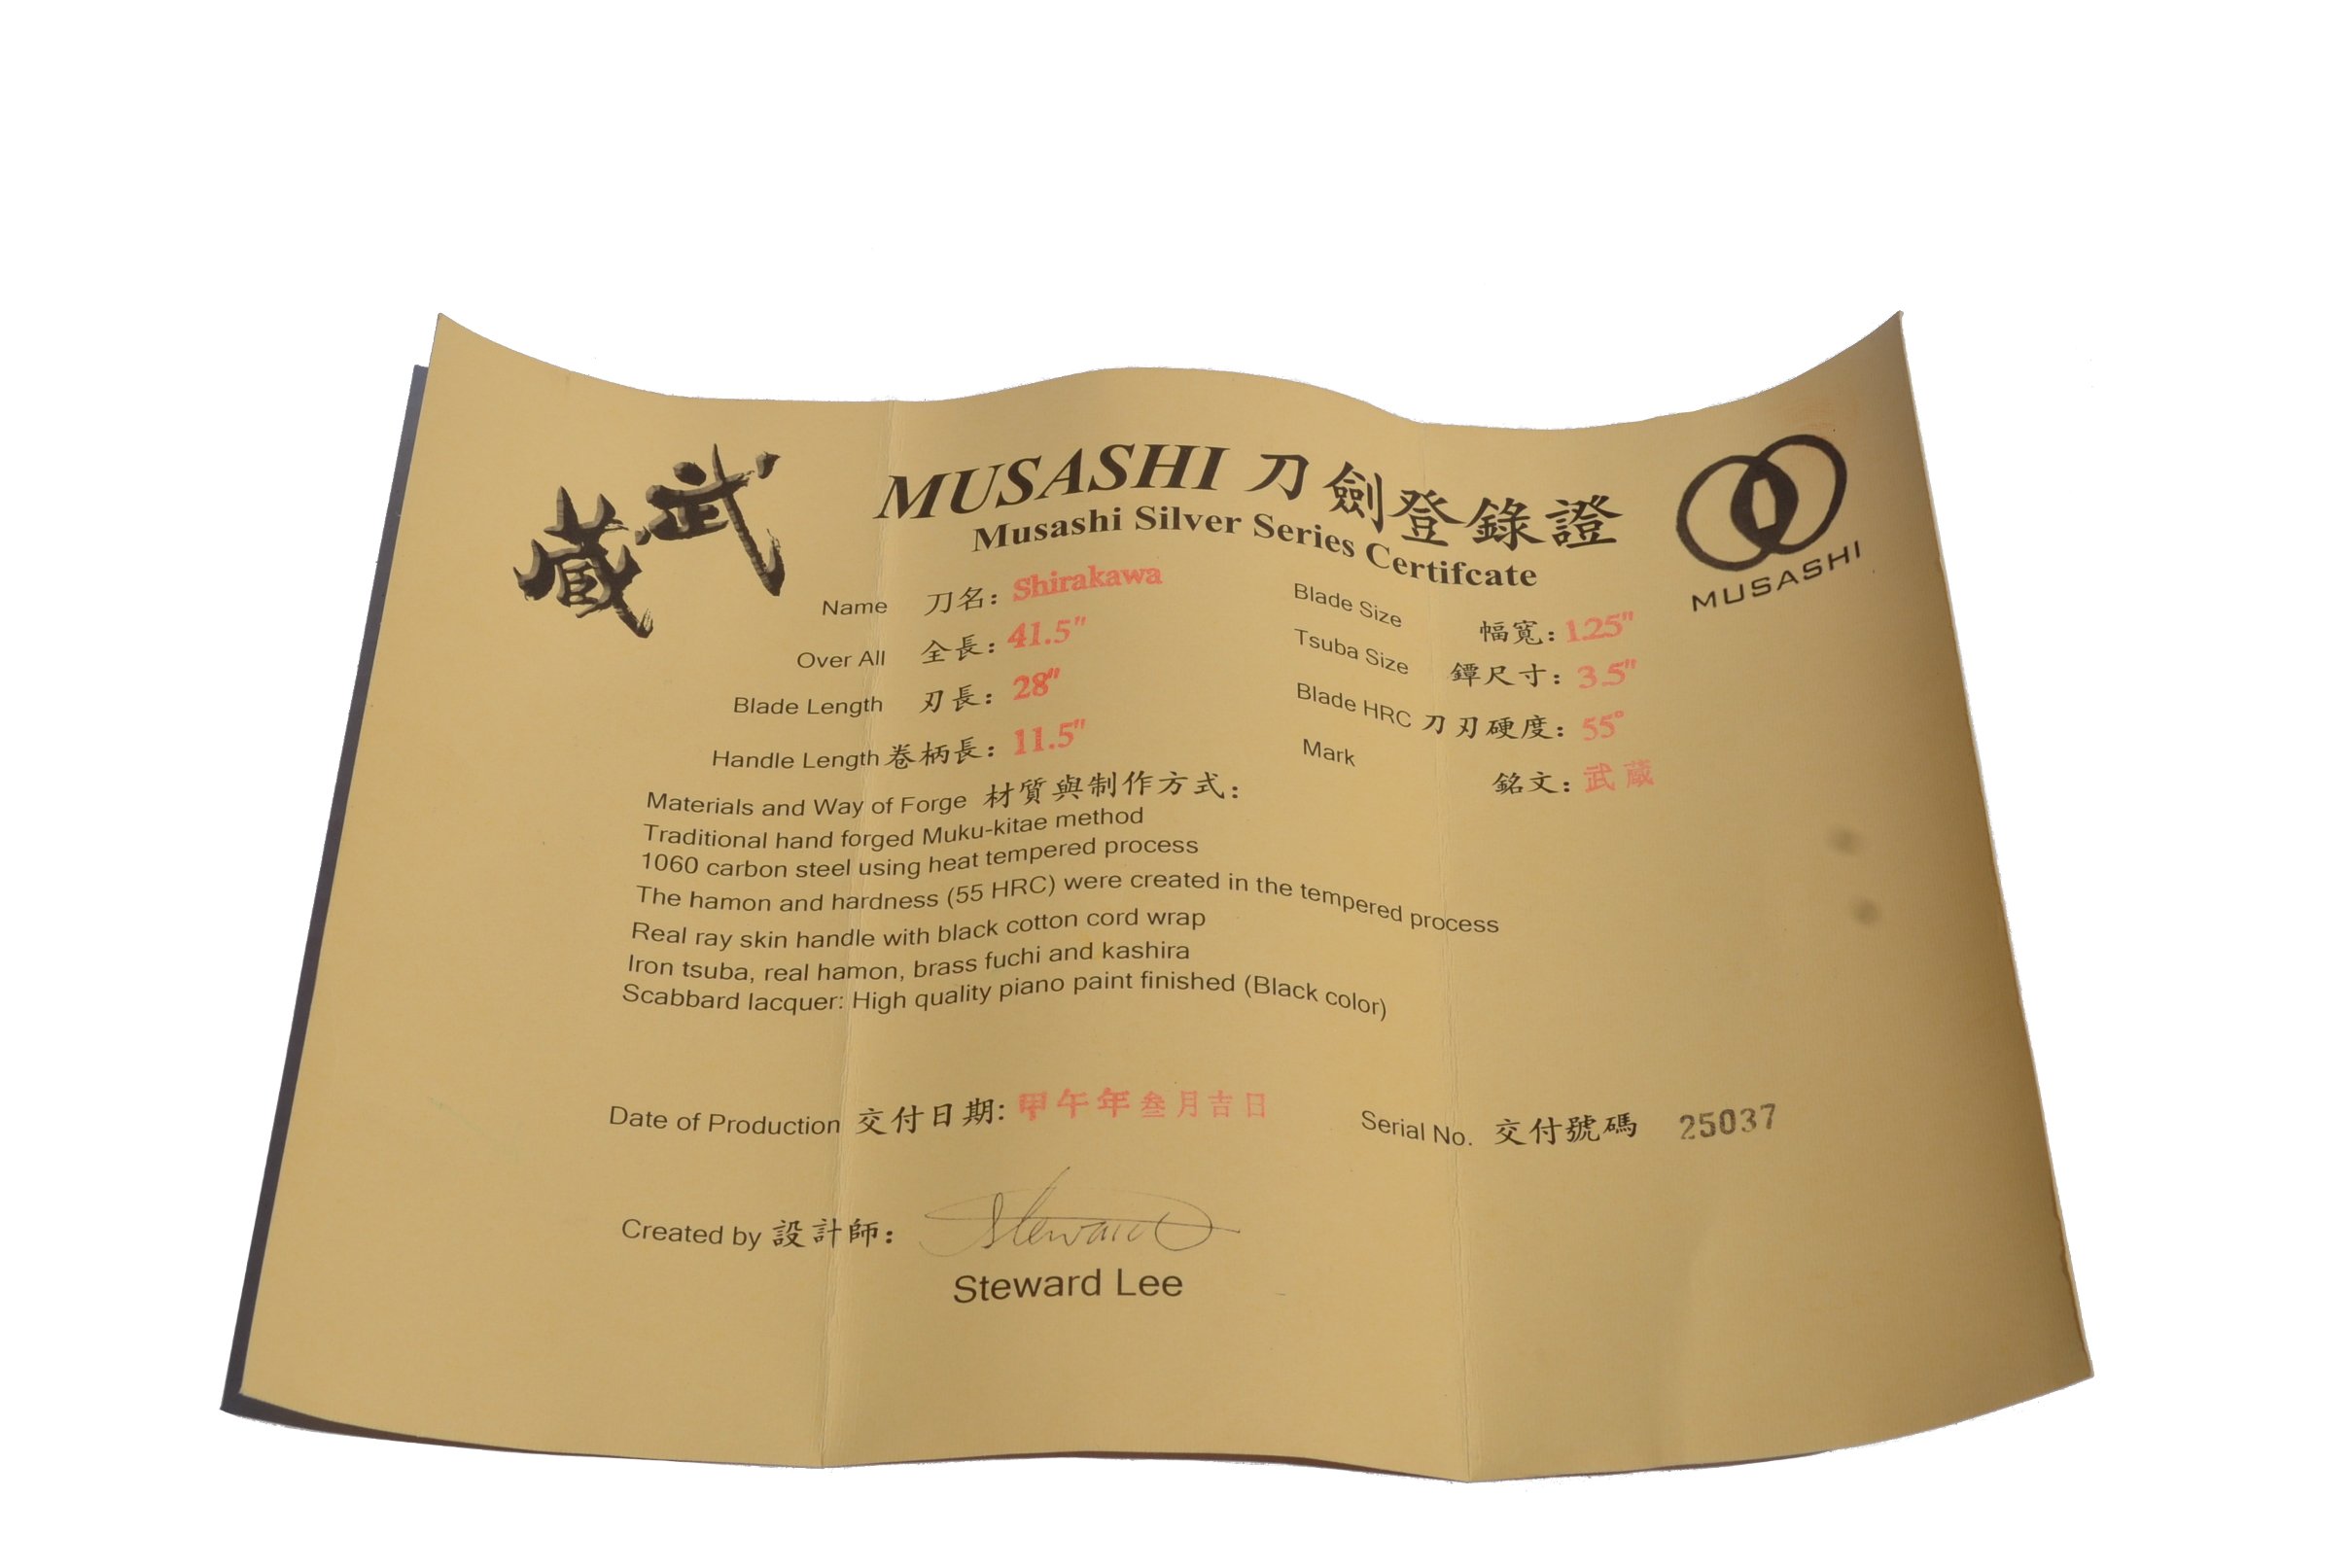 武蔵
MUSASHI 刀劍登錄證
Musashi Silver Series Certifcate
MUSASHI
Name 刀名: Shirakawa
Blade Size 幅寬: 1.25"
Over All 全長: 41.5"
Tsuba Size 鐔尺寸: 3.5"
Blade Length 刃長: 28"
Blade HRC 刀刃硬度: 55°
Handle Length 卷柄長: 11.5"
Mark 銘文: 武蔵
Materials and Way of Forge 材質與制作方式:
Traditional hand forged Muku-kitae method
1060 carbon steel using heat tempered process
The hamon and hardness (55 HRC) were created in the tempered process
Real ray skin handle with black cotton cord wrap
Iron tsuba, real hamon, brass fuchi and kashira
Scabbard lacquer: High quality piano paint finished (Black color)
Date of Production 交付日期: 甲午年叁月吉日
Serial No. 交付號碼 25037
Created by 設計師: Steward
Steward Lee